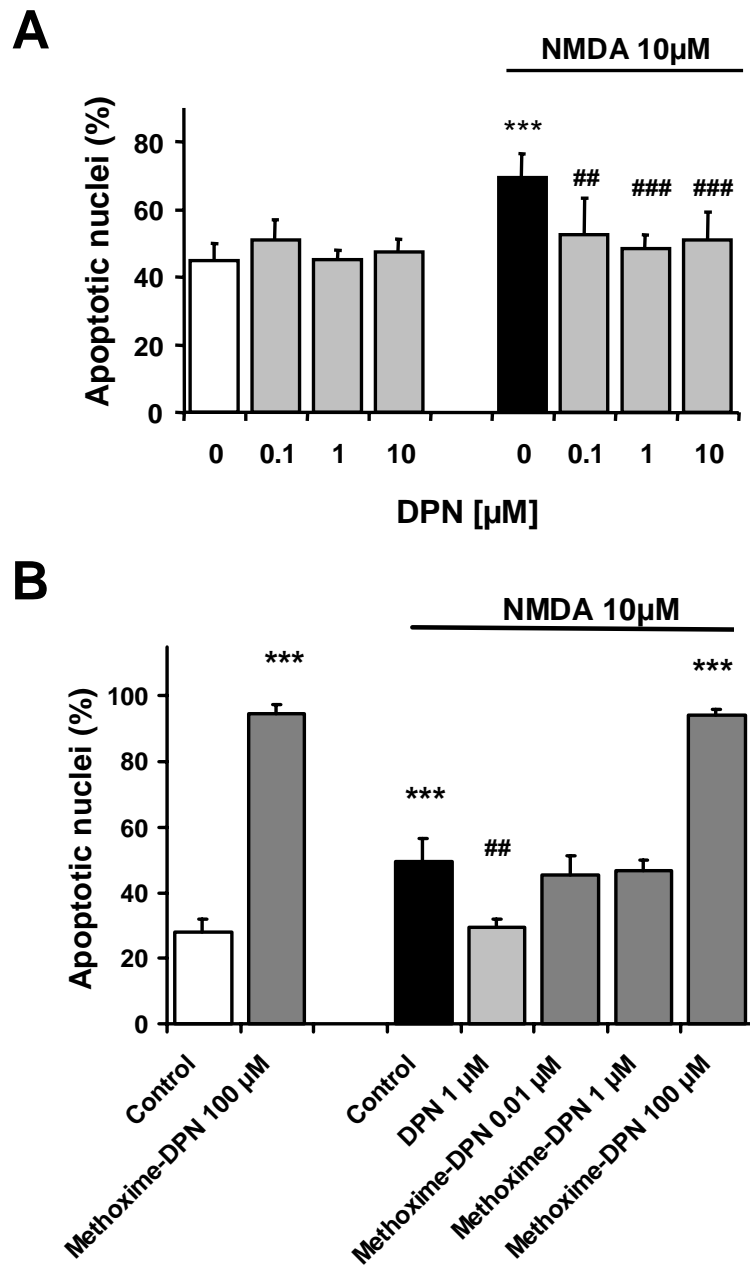 A
NMDA 10µM
Apoptotic nuclei (%)
80
60
40
20
0
***
##
###
###
0 0.1 1 10 0 0.1 1 10
DPN [µM]
B
NMDA 10µM
Apoptotic nuclei (%)
100
80
60
40
20
0
***
***
##
***
Control
Methoxime-DPN 100 µM
Control
DPN 1 µM
Methoxime-DPN 0.01 µM
Methoxime-DPN 1 µM
Methoxime-DPN 100 µM